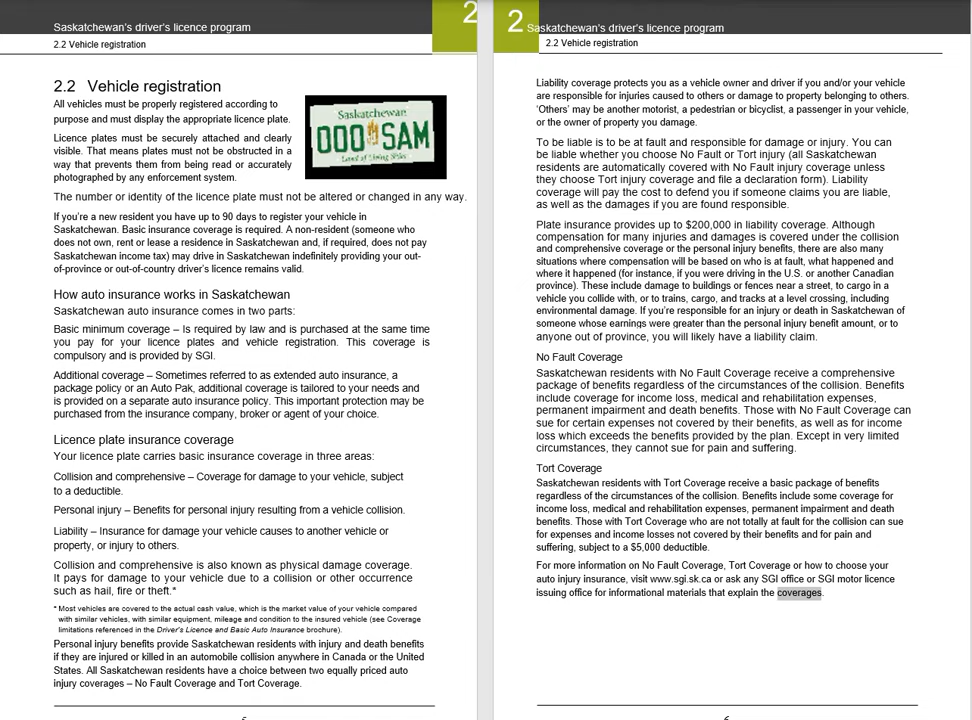 2
Saskatchewan's driver's licence program
2.2 Vehicle registration
2.2 Vehicle registration
All vehicles must be properly registered according to
purpose and must display the appropriate licence plate.
Licence plates must be securely attached and clearly
visible. That means plates must not be obstructed in a
way that prevents them from being read or accurately
photographed by any enforcement system.
Saskatchewan
000 SAM
Land of Living Skies
The number or identity of the licence plate must not be altered or changed in any way.
If you're a new resident you have up to 90 days to register your vehicle in
Saskatchewan. Basic insurance coverage is required. A non-resident (someone who
does not own, rent or lease a residence in Saskatchewan and, if required, does not pay
Saskatchewan income tax) may drive in Saskatchewan indefinitely providing your out-
of-province or out-of-country driver's licence remains valid.
How auto insurance works in Saskatchewan
Saskatchewan auto insurance comes in two parts:
Basic minimum coverage – Is required by law and is purchased at the same time
you pay for your licence plates and vehicle registration. This coverage is
compulsory and is provided by SGI.
Additional coverage – Sometimes referred to as extended auto insurance, a
package policy or an Auto Pak, additional coverage is tailored to your needs and
is provided on a separate auto insurance policy. This important protection may be
purchased from the insurance company, broker or agent of your choice.
Licence plate insurance coverage
Your licence plate carries basic insurance coverage in three areas:
Collision and comprehensive – Coverage for damage to your vehicle, subject
to a deductible.
Personal injury – Benefits for personal injury resulting from a vehicle collision.
Liability – Insurance for damage your vehicle causes to another vehicle or
property, or injury to others.
Collision and comprehensive is also known as physical damage coverage.
It pays for damage to your vehicle due to a collision or other occurrence
such as hail, fire or theft.*
* Most vehicles are covered to the actual cash value, which is the market value of your vehicle compared
with similar vehicles, with similar equipment, mileage and condition to the insured vehicle (see Coverage
limitations referenced in the Driver's Licence and Basic Auto Insurance brochure).
Personal injury benefits provide Saskatchewan residents with injury and death benefits
if they are injured or killed in an automobile collision anywhere in Canada or the United
States. All Saskatchewan residents have a choice between two equally priced auto
injury coverages – No Fault Coverage and Tort Coverage.
2 Saskatchewan's driver's licence program
2.2 Vehicle registration
Liability coverage protects you as a vehicle owner and driver if you and/or your vehicle
are responsible for injuries caused to others or damage to property belonging to others.
'Others' may be another motorist, a pedestrian or bicyclist, a passenger in your vehicle,
or the owner of property you damage.
To be liable is to be at fault and responsible for damage or injury. You can
be liable whether you choose No Fault or Tort injury (all Saskatchewan
residents are automatically covered with No Fault injury coverage unless
they choose Tort injury coverage and file a declaration form). Liability
coverage will pay the cost to defend you if someone claims you are liable,
as well as the damages if you are found responsible.
Plate insurance provides up to $200,000 in liability coverage. Although
compensation for many injuries and damages is covered under the collision
and comprehensive coverage or the personal injury benefits, there are also many
situations where compensation will be based on who is at fault, what happened and
where it happened (for instance, if you were driving in the U.S. or another Canadian
province). These include damage to buildings or fences near a street, to cargo in a
vehicle you collide with, or to trains, cargo, and tracks at a level crossing, including
environmental damage. If you're responsible for an injury or death in Saskatchewan of
someone whose earnings were greater than the personal injury benefit amount, or to
anyone out of province, you will likely have a liability claim.
No Fault Coverage
Saskatchewan residents with No Fault Coverage receive a comprehensive
package of benefits regardless of the circumstances of the collision. Benefits
include coverage for income loss, medical and rehabilitation expenses,
permanent impairment and death benefits. Those with No Fault Coverage can
sue for certain expenses not covered by their benefits, as well as for income
loss which exceeds the benefits provided by the plan. Except in very limited
circumstances, they cannot sue for pain and suffering.
Tort Coverage
Saskatchewan residents with Tort Coverage receive a basic package of benefits
regardless of the circumstances of the collision. Benefits include some coverage for
income loss, medical and rehabilitation expenses, permanent impairment and death
benefits. Those with Tort Coverage who are not totally at fault for the collision can sue
for expenses and income losses not covered by their benefits and for pain and
suffering, subject to a $5,000 deductible.
For more information on No Fault Coverage, Tort Coverage or how to choose your
auto injury insurance, visit www.sgi.sk.ca or ask any SGI office or SGI motor licence
issuing office for informational materials that explain the coverages.